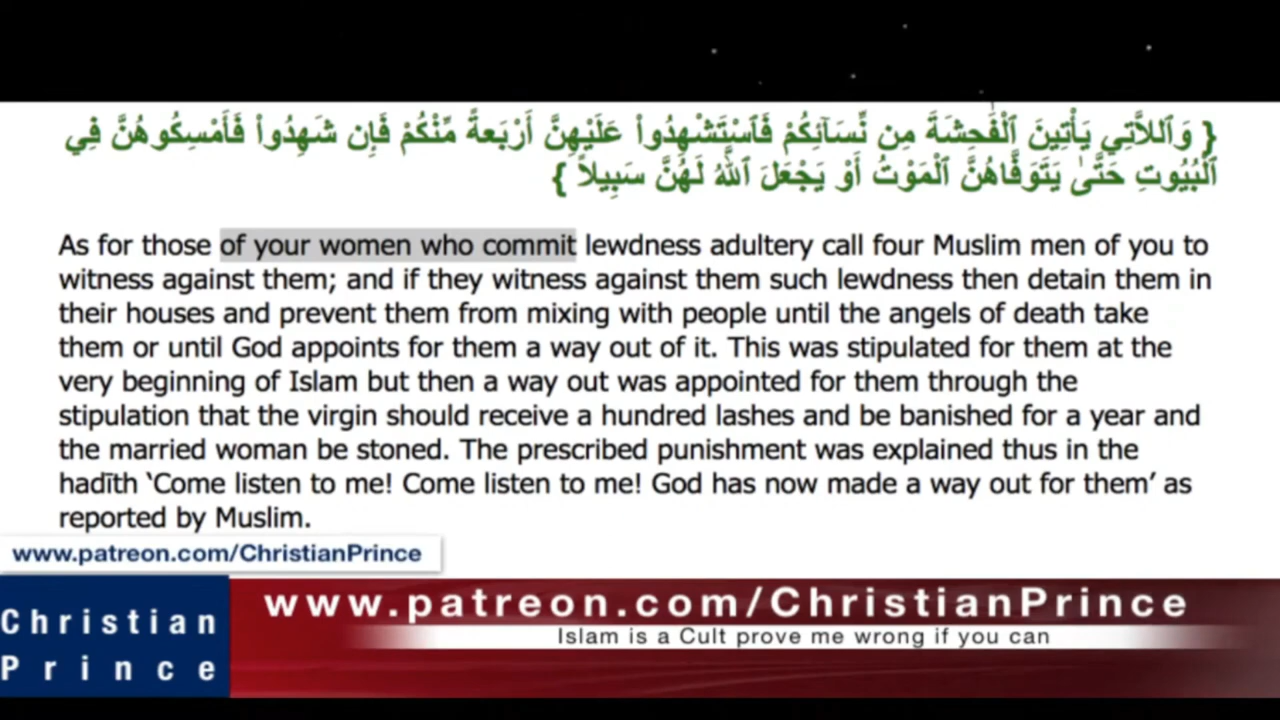 { وَٱللاَّتِي يَأْتِينَ ٱلْفَٰحِشَةَ مِن نِّسَآئِكُمْ فَٱسْتَشْهِدُواْ عَلَيْهِنَّ أَرْبَعةً مِّنْكُمْ فَإِن شَهِدُواْ فَأَمْسِكُوهُنَّ فِي
ٱلْبُيُوتِ حَتَّىٰ يَتَوَفَّاهُنَّ ٱلْمَوْتُ أَوْ يَجْعَلَ ٱللَّهُ لَهُنَّ سَبِيلاً }
As for those of your women who commit lewdness adultery call four Muslim men of you to
witness against them; and if they witness against them such lewdness then detain them in
their houses and prevent them from mixing with people until the angels of death take
them or until God appoints for them a way out of it. This was stipulated for them at the
very beginning of Islam but then a way out was appointed for them through the
stipulation that the virgin should receive a hundred lashes and be banished for a year and
the married woman be stoned. The prescribed punishment was explained thus in the
hadīth ‘Come listen to me! Come listen to me! God has now made a way out for them’ as
reported by Muslim.
www.patreon.com/ChristianPrince
Christian
Prince
www.patreon.com/ChristianPrince
Islam is a Cult prove me wrong if you can